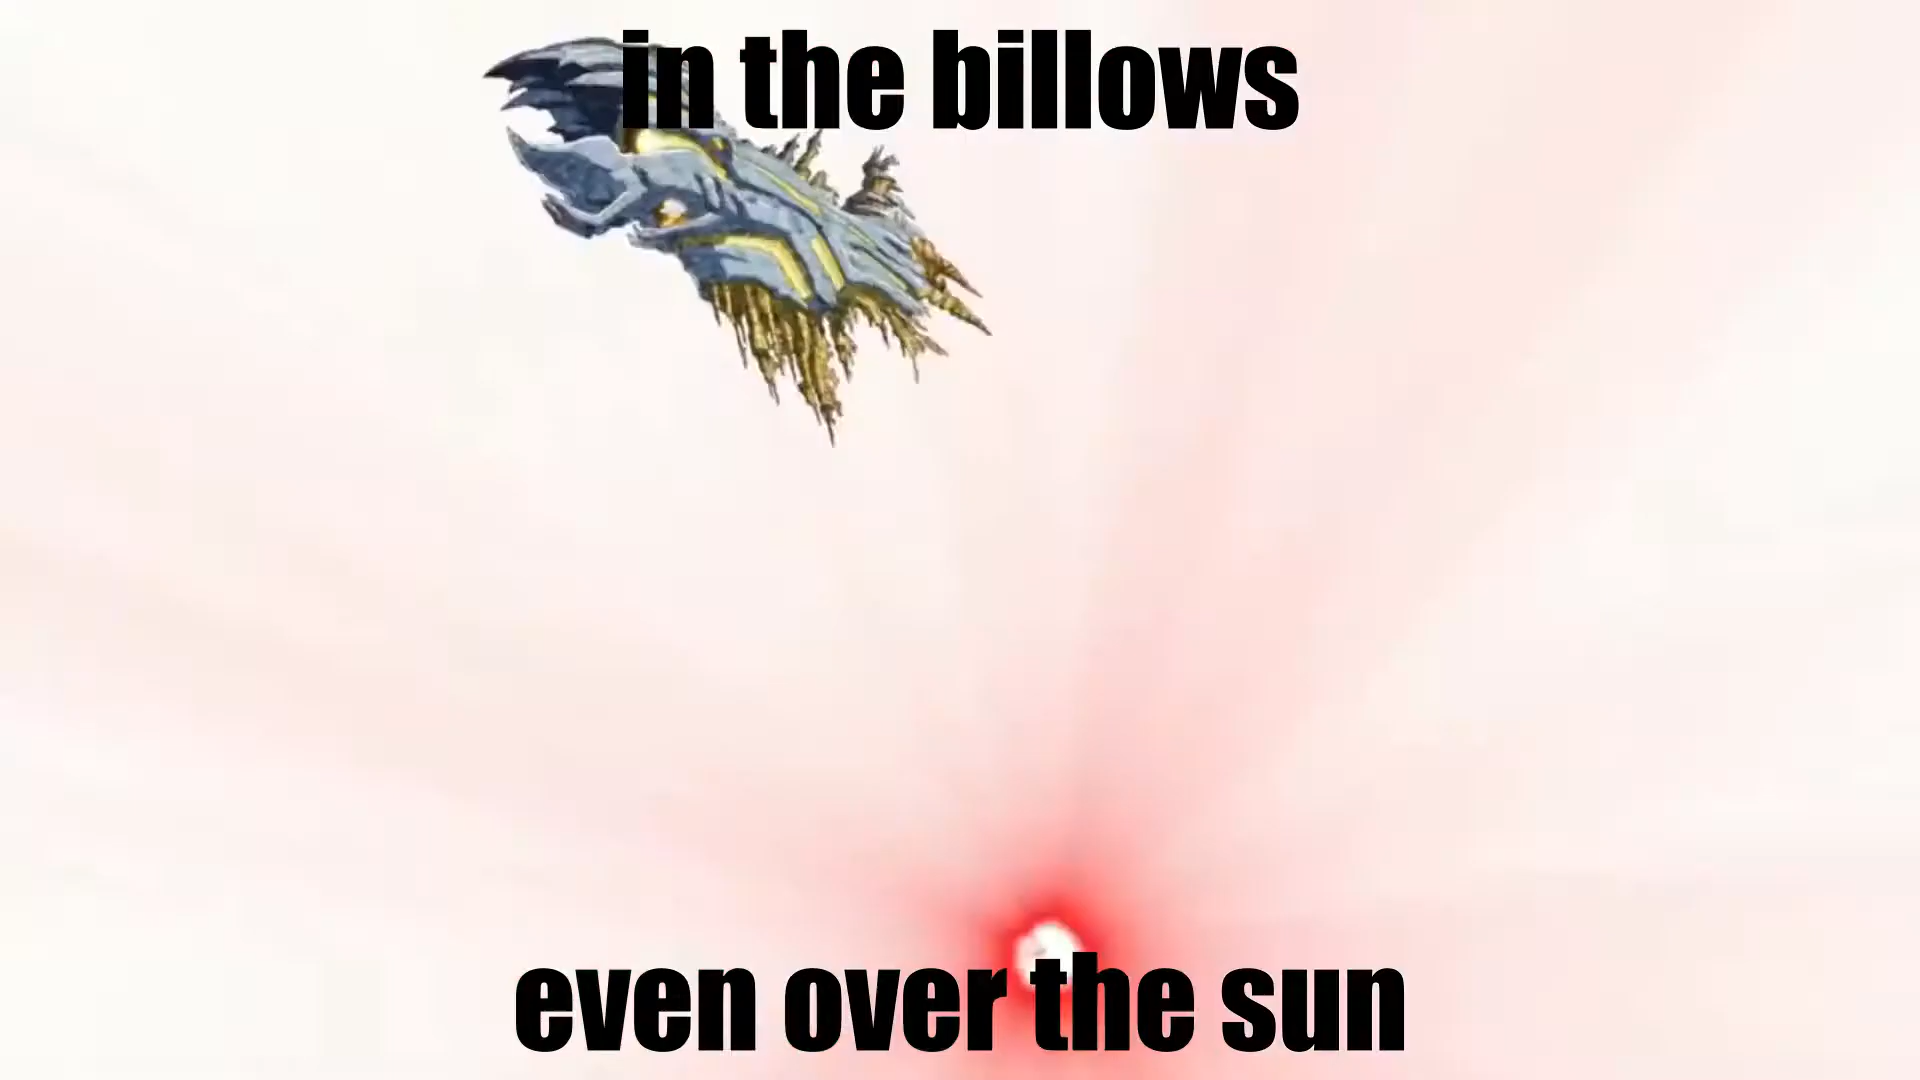 in the billows
even over the sun